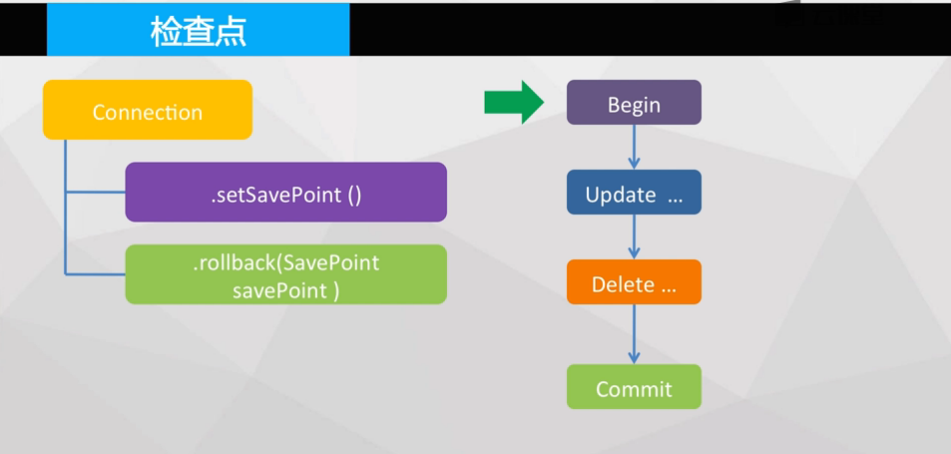 检查点
Connection
.setSavePoint ()
.rollback(SavePoint
savePoint )
Begin
Update ...
Delete ...
Commit